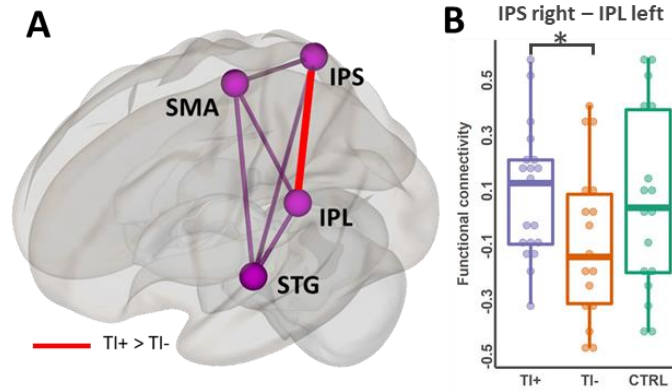 A
IPS
SMA
IPL
STG
TI+ > TI-
B
IPS right – IPL left
*
Functional connectivity
0.5
0.3
0.1
-0.1
-0.3
-0.5
TI+ TI- CTRL